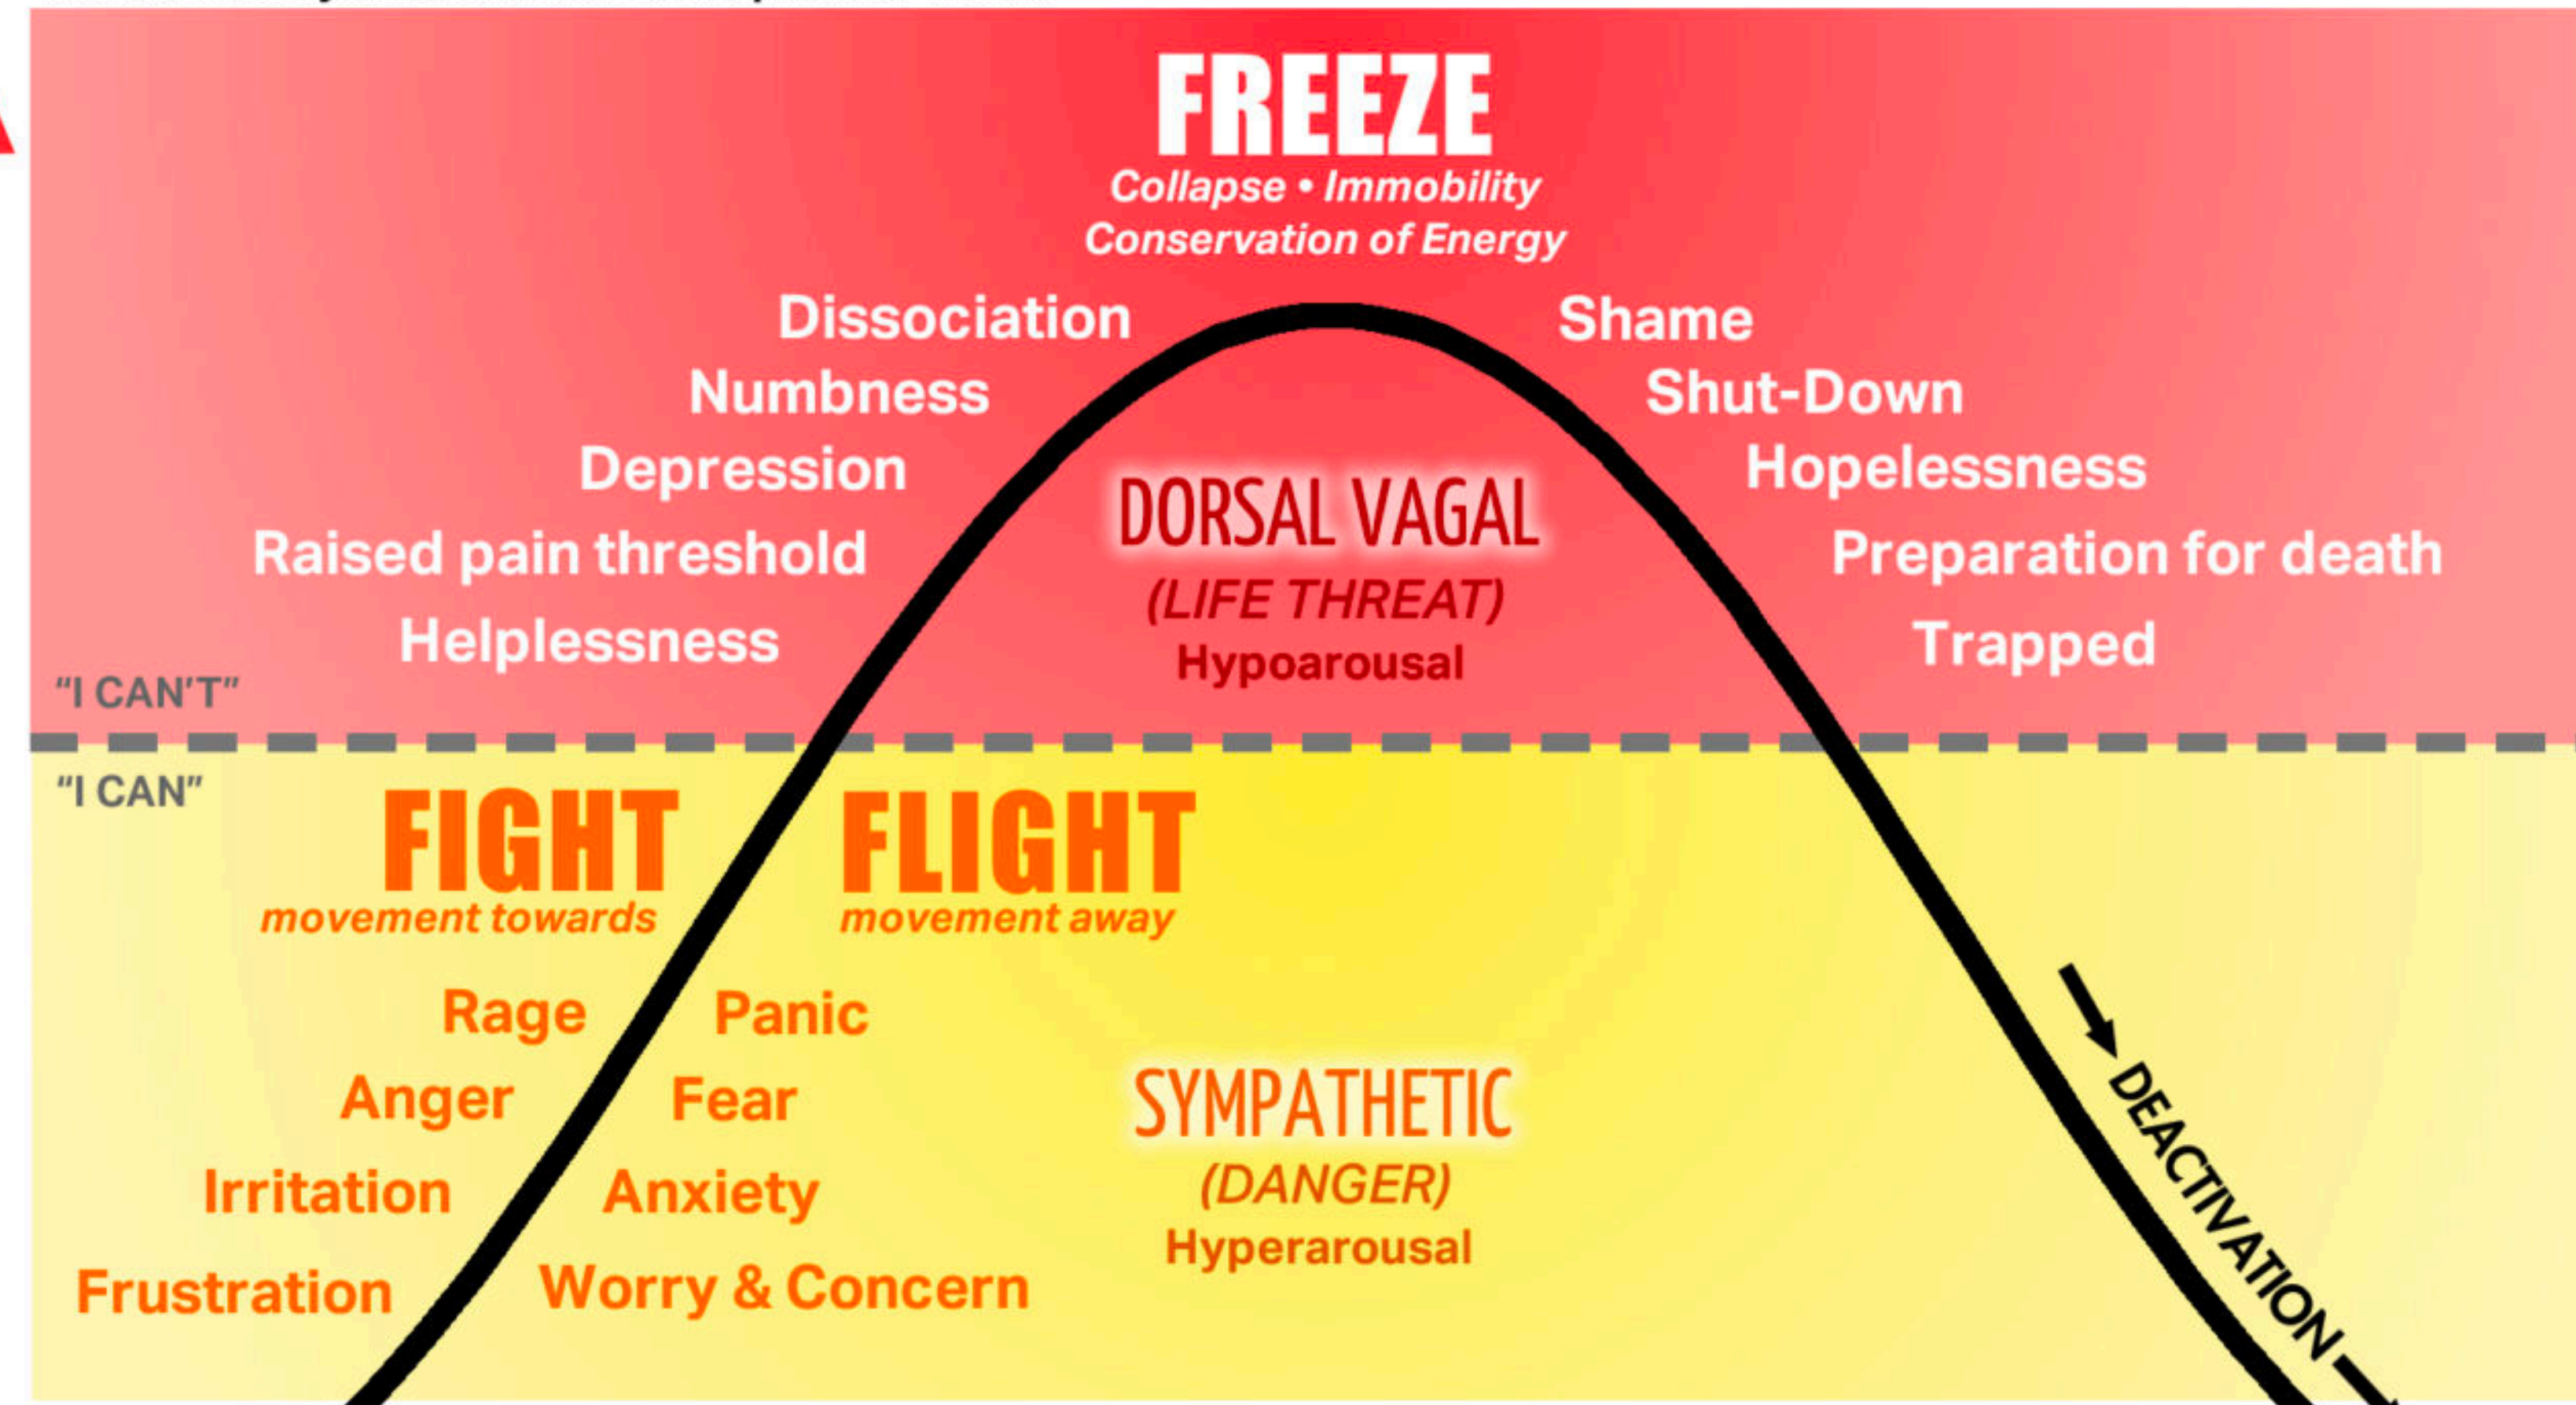 FREEZE
Collapse • Immobility
Conservation of Energy
Dissociation
Shame
Numbness
Shut-Down
Depression
Hopelessness
DORSAL VAGAL
Raised pain threshold
Preparation for death
(LIFE THREAT)
Helplessness
Trapped
Hypoarousal
"I CAN'T"
"I CAN"
FIGHT
FLIGHT
movement towards
movement away
Rage
Panic
Anger
Fear
SYMPATHETIC
(DANGER)
Irritation
Anxiety
Hyperarousal
Frustration
Worry & Concern
DEACTIVATION